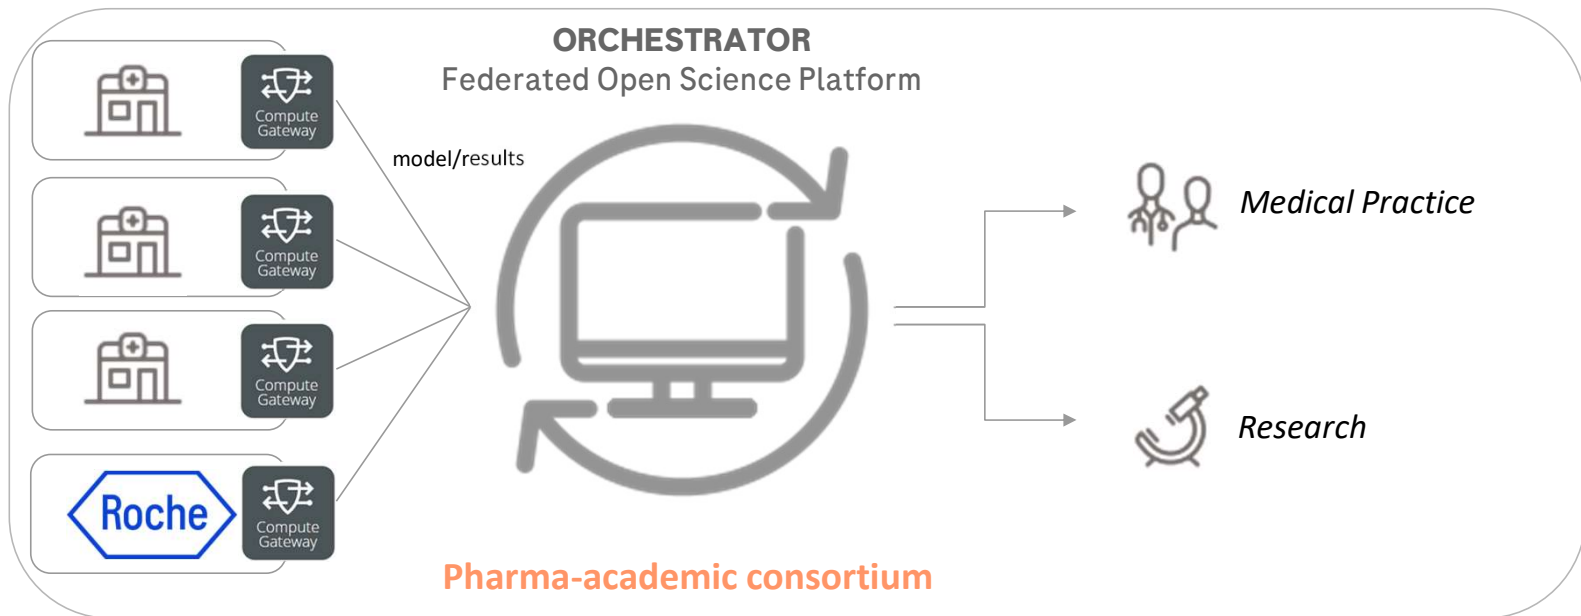 ORCHESTRATOR
Federated Open Science Platform
Compute
Gateway
model/results
Compute
Gateway
Medical Practice
Compute
Gateway
Research
Roche
Compute
Gateway
Pharma-academic consortium